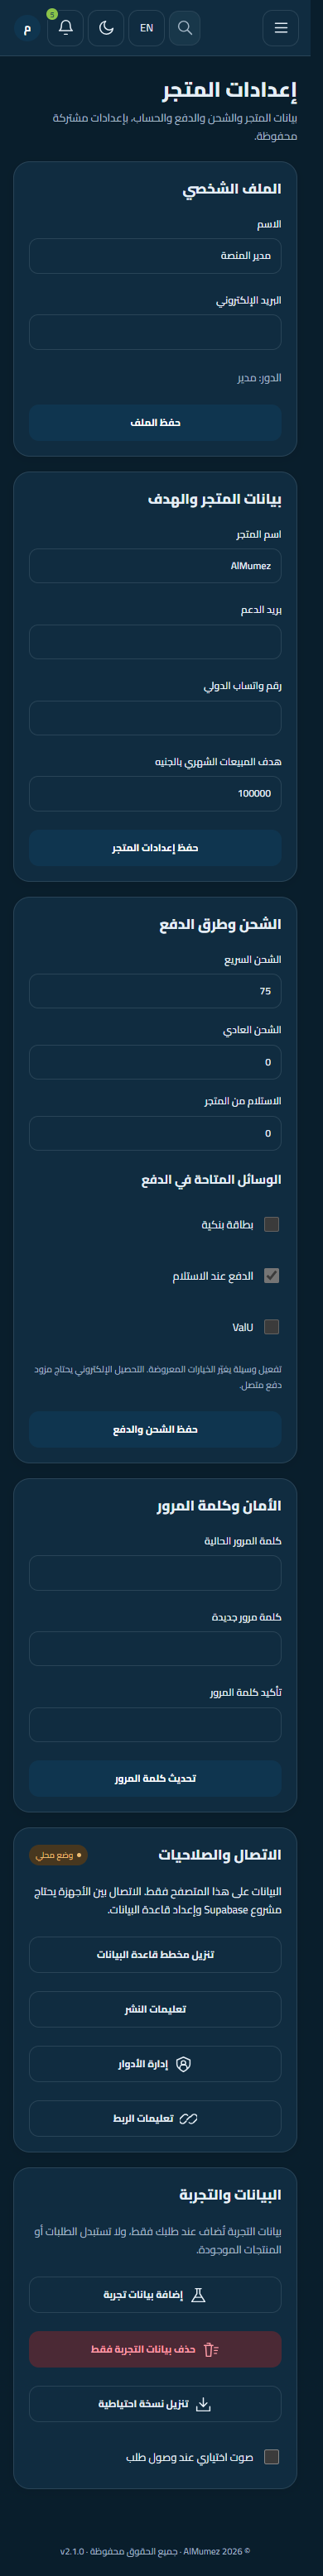 م
5
EN
إعدادات المتجر
بيانات المتجر والشحن والدفع والحساب، بإعدادات مشتركة
محفوظة.
الملف الشخصي
الاسم
مدير المنصة
البريد الإلكتروني
الدور: مدير
حفظ الملف
بيانات المتجر والهدف
اسم المتجر
AlMumez
بريد الدعم
رقم واتساب الدولي
هدف المبيعات الشهري بالجنيه
100000
حفظ إعدادات المتجر
الشحن وطرق الدفع
الشحن السريع
75
الشحن العادي
0
الاستلام من المتجر
0
الوسائل المتاحة في الدفع
بطاقة بنكية
الدفع عند الاستلام
ValU
تفعيل وسيلة يغيّر الخيارات المعروضة. التحصيل الإلكتروني يحتاج مزود
دفع متصل.
حفظ الشحن والدفع
الأمان وكلمة المرور
كلمة المرور الحالية
كلمة مرور جديدة
تأكيد كلمة المرور
تحديث كلمة المرور
الاتصال والصلاحيات
وضع محلي
البيانات على هذا المتصفح فقط. الاتصال بين الأجهزة يحتاج
مشروع Supabase وإعداد قاعدة البيانات.
تنزيل مخطط قاعدة البيانات
تعليمات النشر
إدارة الأدوار
تعليمات الربط
البيانات والتجربة
بيانات التجربة تُضاف عند طلبك فقط، ولا تستبدل الطلبات أو
المنتجات الموجودة.
إضافة بيانات تجربة
حذف بيانات التجربة فقط
تنزيل نسخة احتياطية
صوت اختياري عند وصول طلب
© 2026 AlMumez · جميع الحقوق محفوظة · v2.1.0